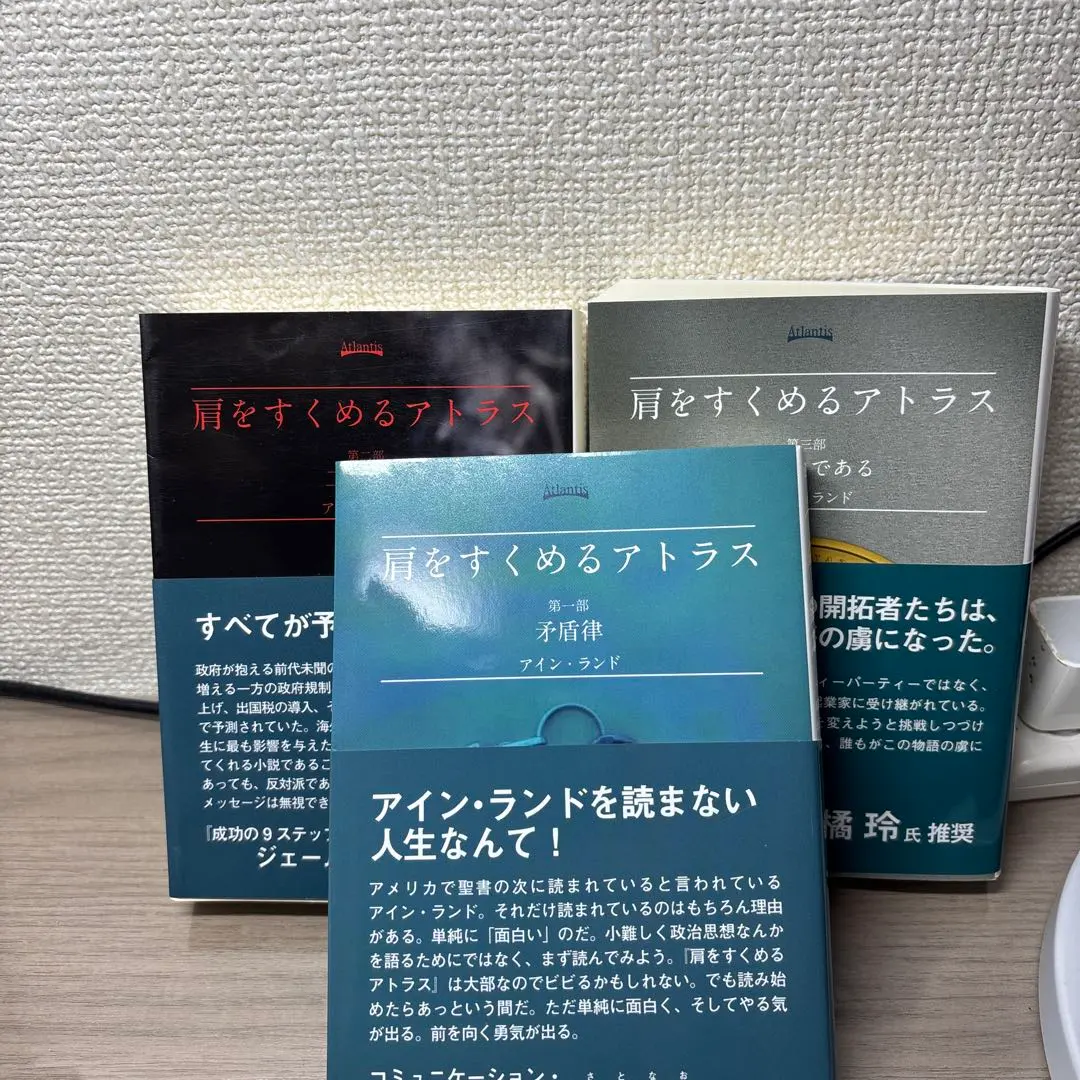 Atlantis
肩をすくめるアトラス
第二部
ア
すべてが予
政府が抱える前代未聞の
増える一方の政府規制
上げ、出国税の導入、そ
で予測されていた。海外
生に最も影響を与えた
てくれる小説であるこ
あっても、反対派であ
メッセージは無視でき
『成功の9ステップ
ジェー
Atlantis
肩をすくめるアトラス
第三部
である
ランド
開拓者たちは、
の虜になった。
ィーパーティーではなく、
業家に受け継がれている。
変えようと挑戦しつづけ
、誰もがこの物語の虜に
橘 玲 氏 推奨
Atlantis
肩をすくめるアトラス
第一部
矛盾律
アイン・ランド
アイン・ランドを読まない
人生なんて！
アメリカで聖書の次に読まれていると言われている
アイン・ランド。それだけ読まれているのはもちろん理由
がある。単純に「面白い」のだ。小難しく政治思想なんか
を語るためにではなく、まず読んでみよう。『肩をすくめる
アトラス』は大部なのでビビるかもしれない。でも読み始
めたらあっという間だ。ただ単純に面白く、そしてやる気
が出る。前を向く勇気が出る。
コミュニケーション・
さとなお